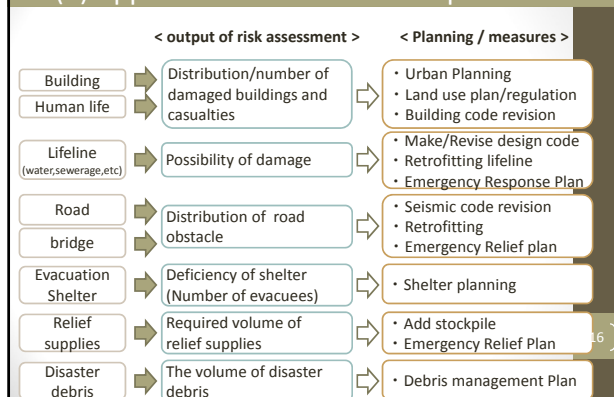 < output of risk assessment >
< Planning / measures >
Building
Human life
Distribution/number of
damaged buildings and
casualties
・Urban Planning
・Land use plan/regulation
・Building code revision
Lifeline
(water,sewerage,etc)
Possibility of damage
・Make/Revise design code
・Retrofitting lifeline
・Emergency Response Plan
Road
bridge
Distribution of road
obstacle
・Seismic code revision
・Retrofitting
・Emergency Relief plan
Evacuation
Shelter
Deficiency of shelter
(Number of evacuees)
・Shelter planning
Relief
supplies
Required volume of
relief supplies
・Add stockpile
・Emergency Relief Plan
16
Disaster
debris
The volume of disaster
debris
・Debris management Plan